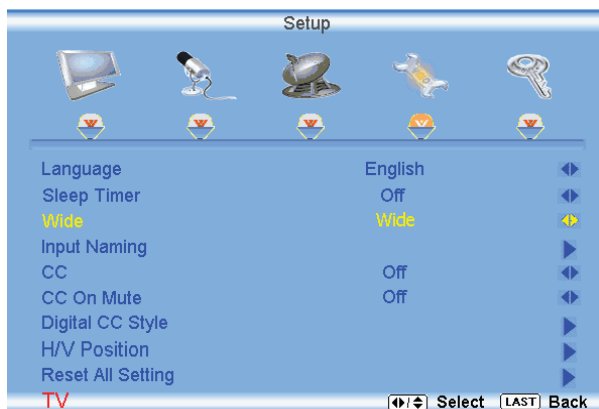 Setup
Language English
Sleep Timer Off
Wide Wide
Input Naming
CC Off
CC On Mute Off
Digital CC Style
H/V Position
Reset All Setting
TV Select LAST Back